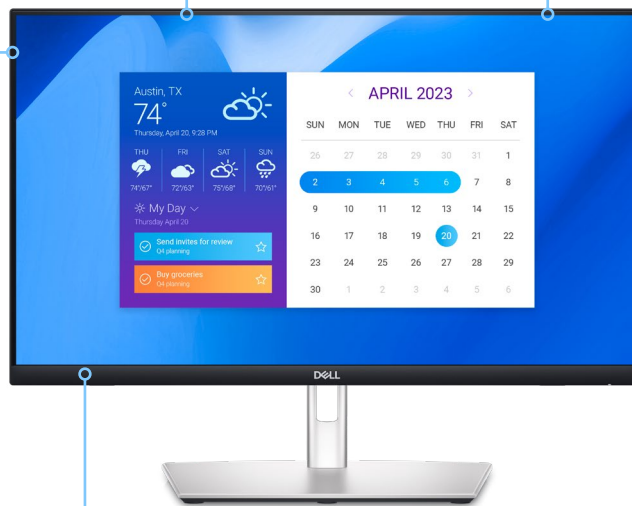 Austin, TX
74°
Thursday, April 20, 9:28 PM
THU FRI SAT SUN
74°/67° 72°/63° 75°/68° 70°/61°
My Day
Thursday April 20
Send invites for review
Q4 planning
Buy groceries
Q4 planning
< APRIL 2023 >
SUN MON TUE WED THU FRI SAT
26 27 28 29 30 31 1
2 3 4 5 6 7 8
9 10 11 12 13 14 15
16 17 18 19 20 21 22
23 24 25 26 27 28 29
30 1 2 3 4 5 6
DELL